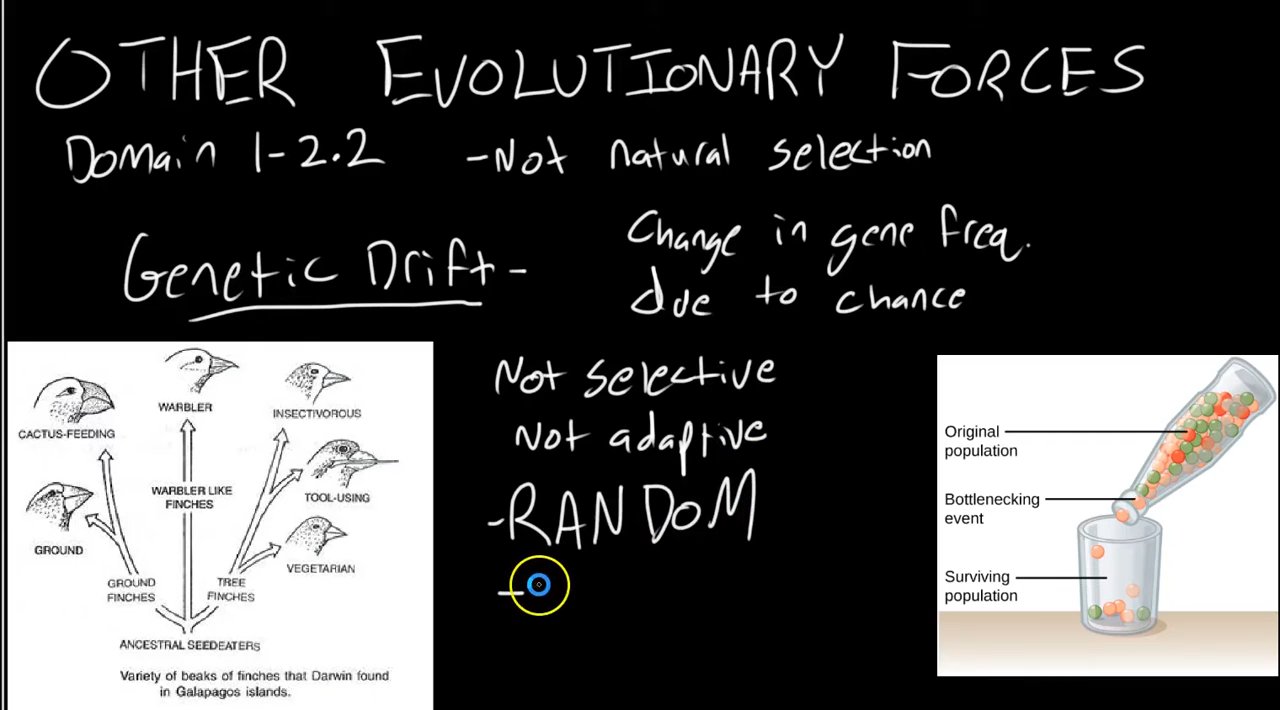 OTHER EVOLUTIONARY FORCES
Domain 1-2.2 -Not natural selection
Genetic Drift- Change in gene freq.
due to chance
Not selective
Not adaptive
-RANDOM
-
WARBLER
INSECTIVOROUS
CACTUS-FEEDING
WARBLER LIKE
FINCHES
TOOL-USING
GROUND
VEGETARIAN
GROUND
FINCHES
TREE
FINCHES
ANCESTRAL SEEDEATERS
Variety of beaks of finches that Darwin found
in Galapagos islands.
Original
population
Bottlenecking
event
Surviving
population